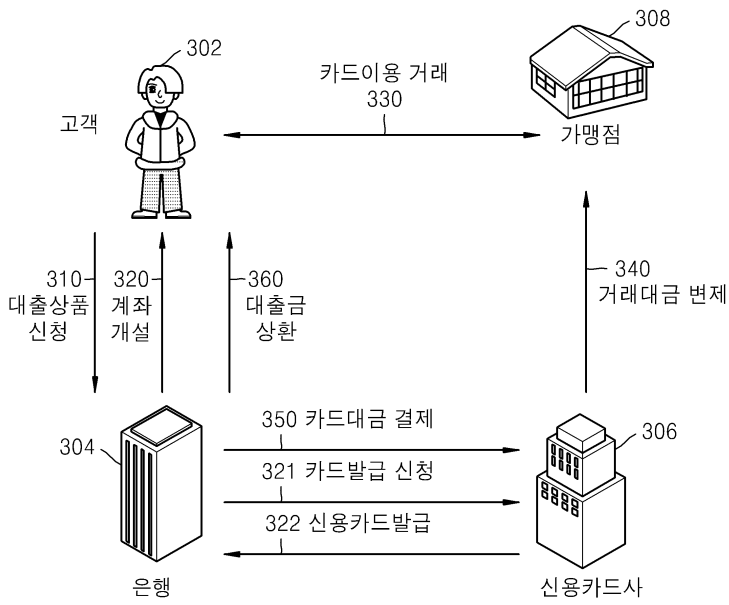 302
308
고객
카드이용 거래
330
가맹점
310
대출상품
신청
320
계좌
개설
360
대출금
상환
340
거래대금 변제
304
350 카드대금 결제
306
321 카드발급 신청
322 신용카드발급
은행
신용카드사